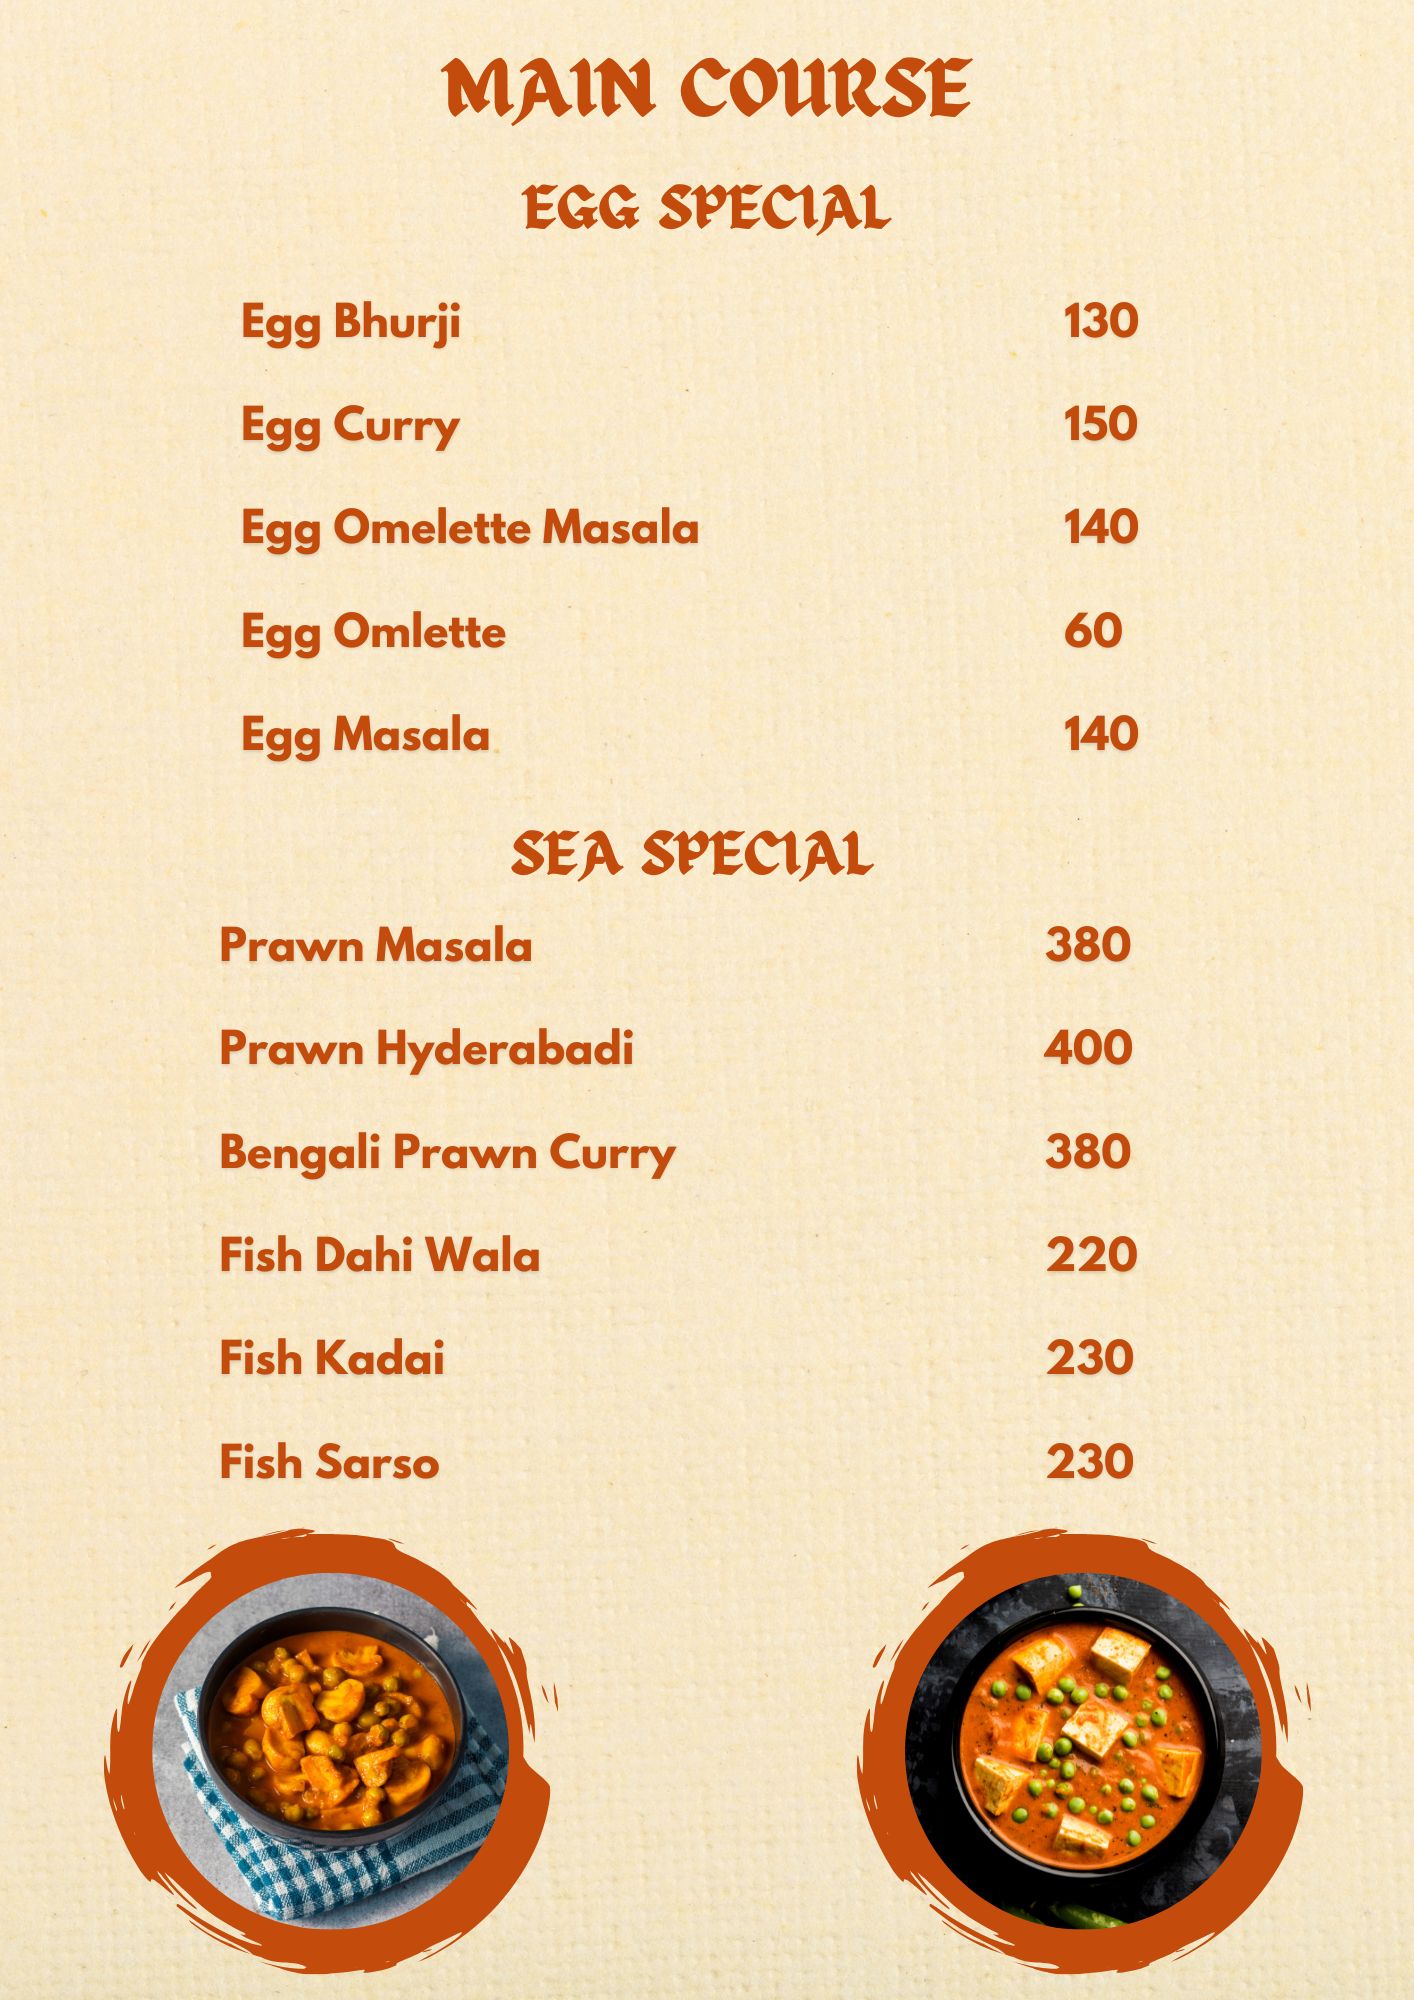 MAIN COURSE
EGG SPECIAL
Egg Bhurji 130
Egg Curry 150
Egg Omelette Masala 140
Egg Omlette 60
Egg Masala 140
SEA SPECIAL
Prawn Masala 380
Prawn Hyderabadi 400
Bengali Prawn Curry 380
Fish Dahi Wala 220
Fish Kadai 230
Fish Sarso 230